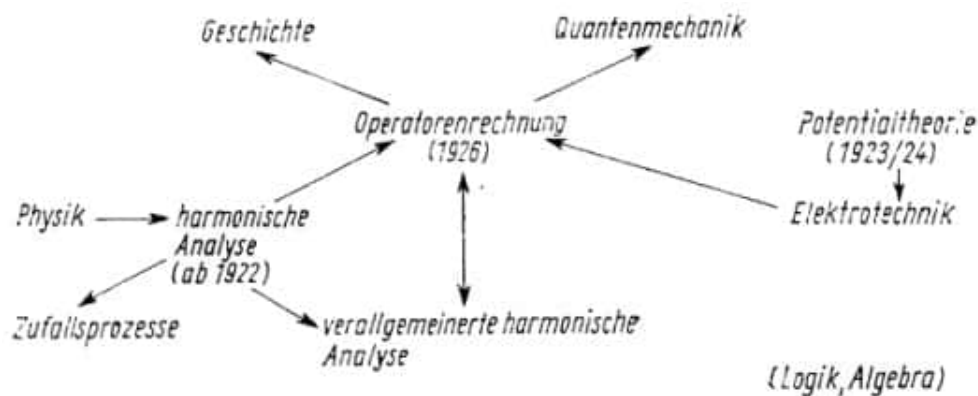 Geschichte
Quantenmechanik
Operatorenrechnung
(1926)
Potentialtheorie
(1923/24)
Physik
harmonische
Analyse
(ab 1922)
Elektrotechnik
Zufallsprozesse
verallgemeinerte harmonische
Analyse
(Logik, Algebra)